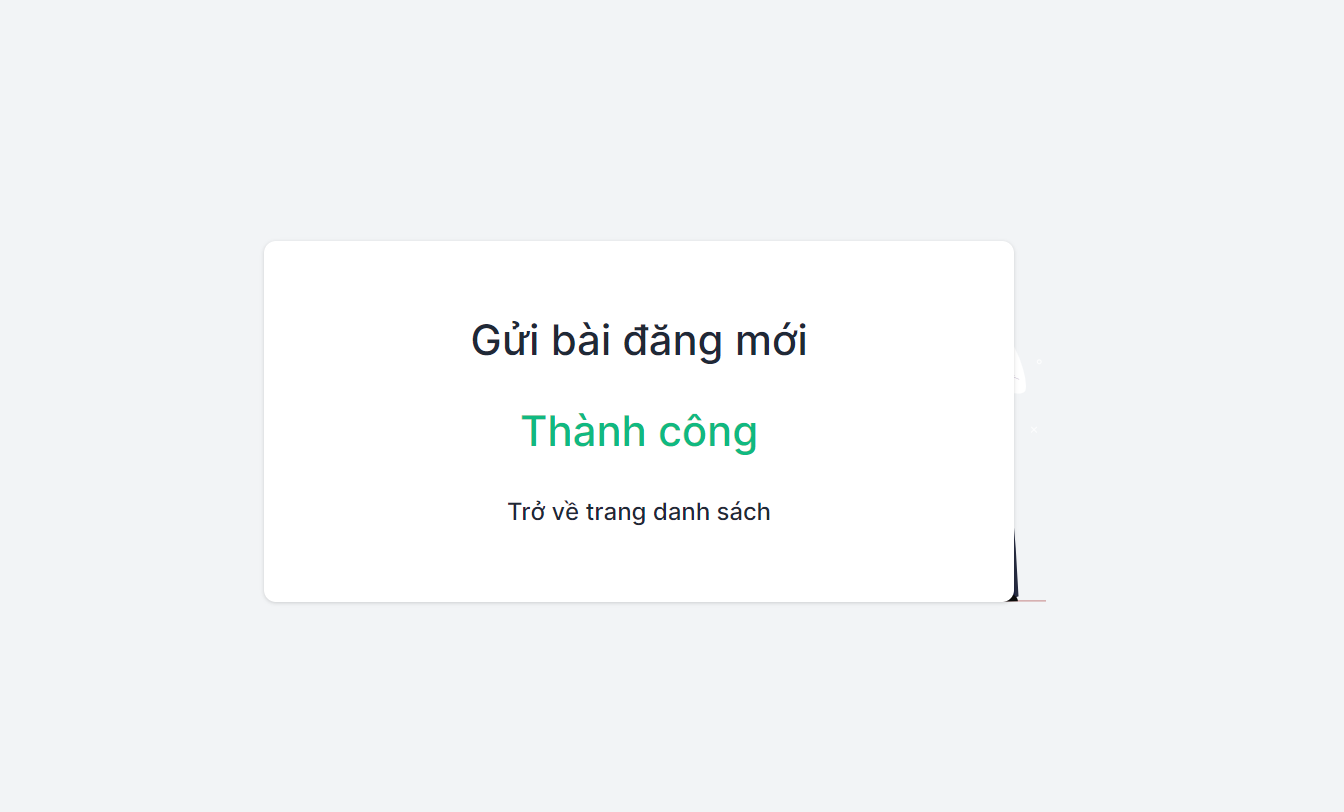 Gửi bài đăng mới
Thành công
Trở về trang danh sách